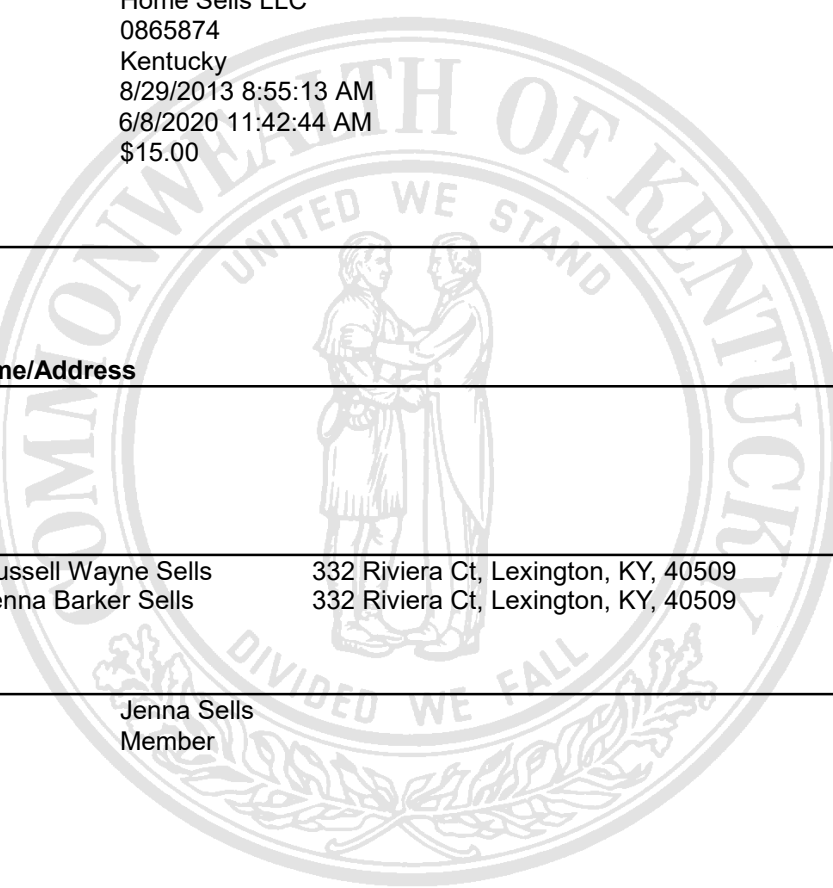 Home Sells LLC
0865874
Kentucky
8/29/2013 8:55:13 AM
6/8/2020 11:42:44 AM
$15.00
COMMONWEALTH OF KENTUCKY
UNITED WE STAND
me/Address
ussell Wayne Sells 332 Riviera Ct, Lexington, KY, 40509
enna Barker Sells 332 Riviera Ct, Lexington, KY, 40509
DIVIDED WE FALL
Jenna Sells
Member